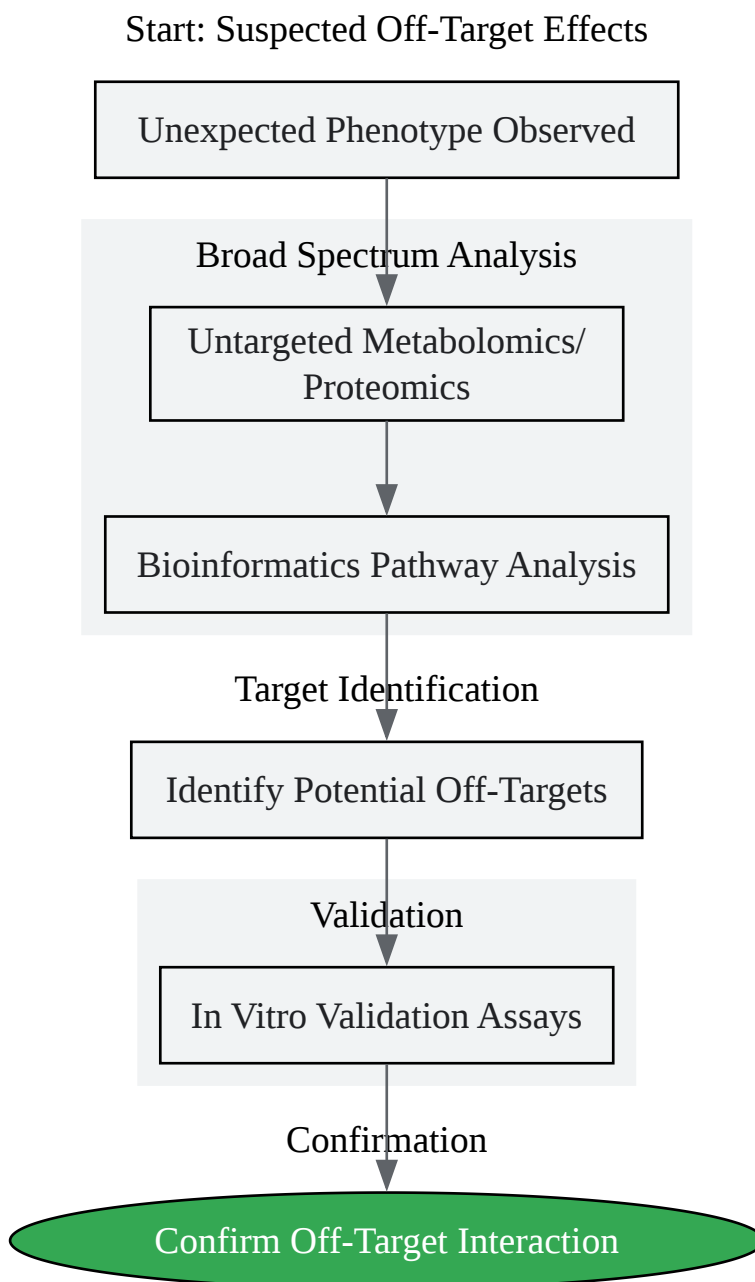 Start: Suspected Off-Target Effects
Unexpected Phenotype Observed
Broad Spectrum Analysis
Untargeted Metabolomics/
Proteomics
Bioinformatics Pathway Analysis
Target Identification
Identify Potential Off-Targets
Validation
In Vitro Validation Assays
Confirmation
Confirm Off-Target Interaction